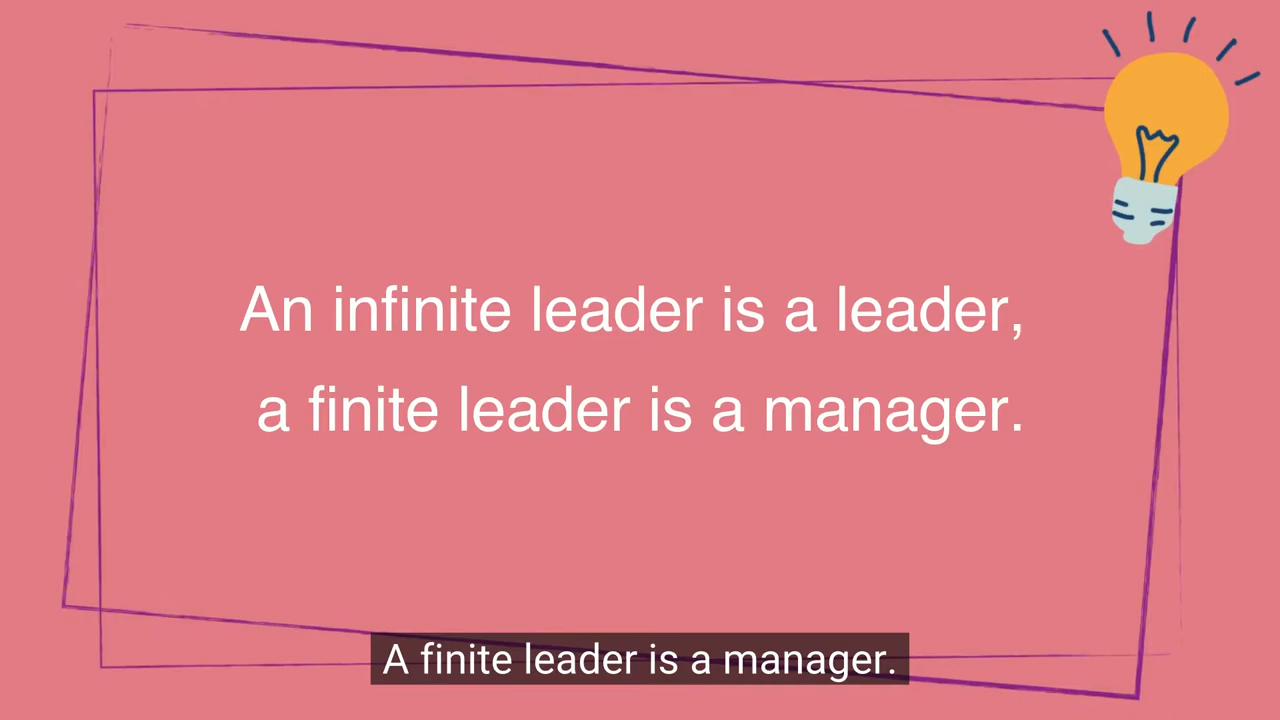 An infinite leader is a leader,
a finite leader is a manager.
A finite leader is a manager.